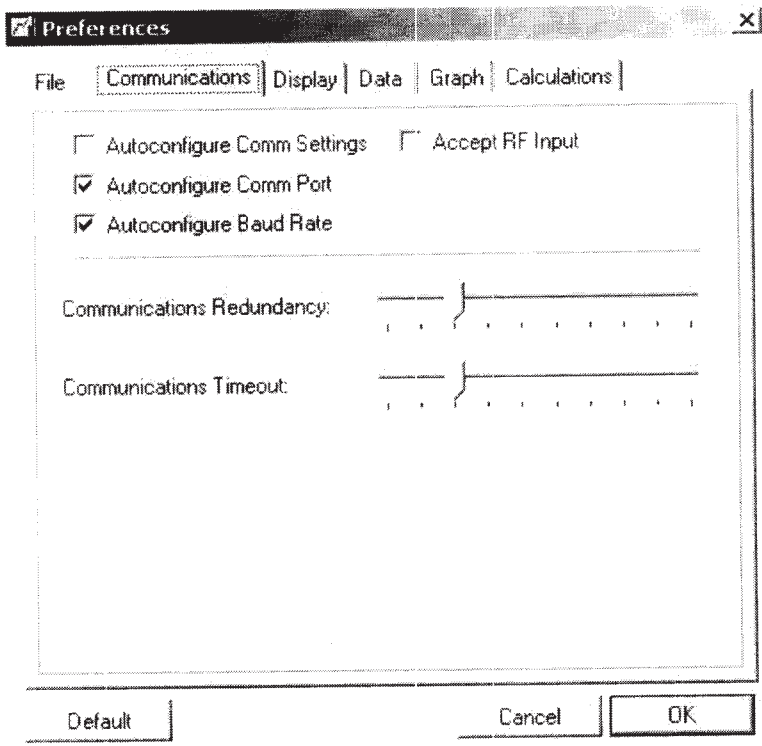 Preferences
File Communications Display Data Graph Calculations
Autoconfigure Comm Settings Accept RF Input
Autoconfigure Comm Port
Autoconfigure Baud Rate
Communications Redundancy:
Communications Timeout:
Default Cancel OK